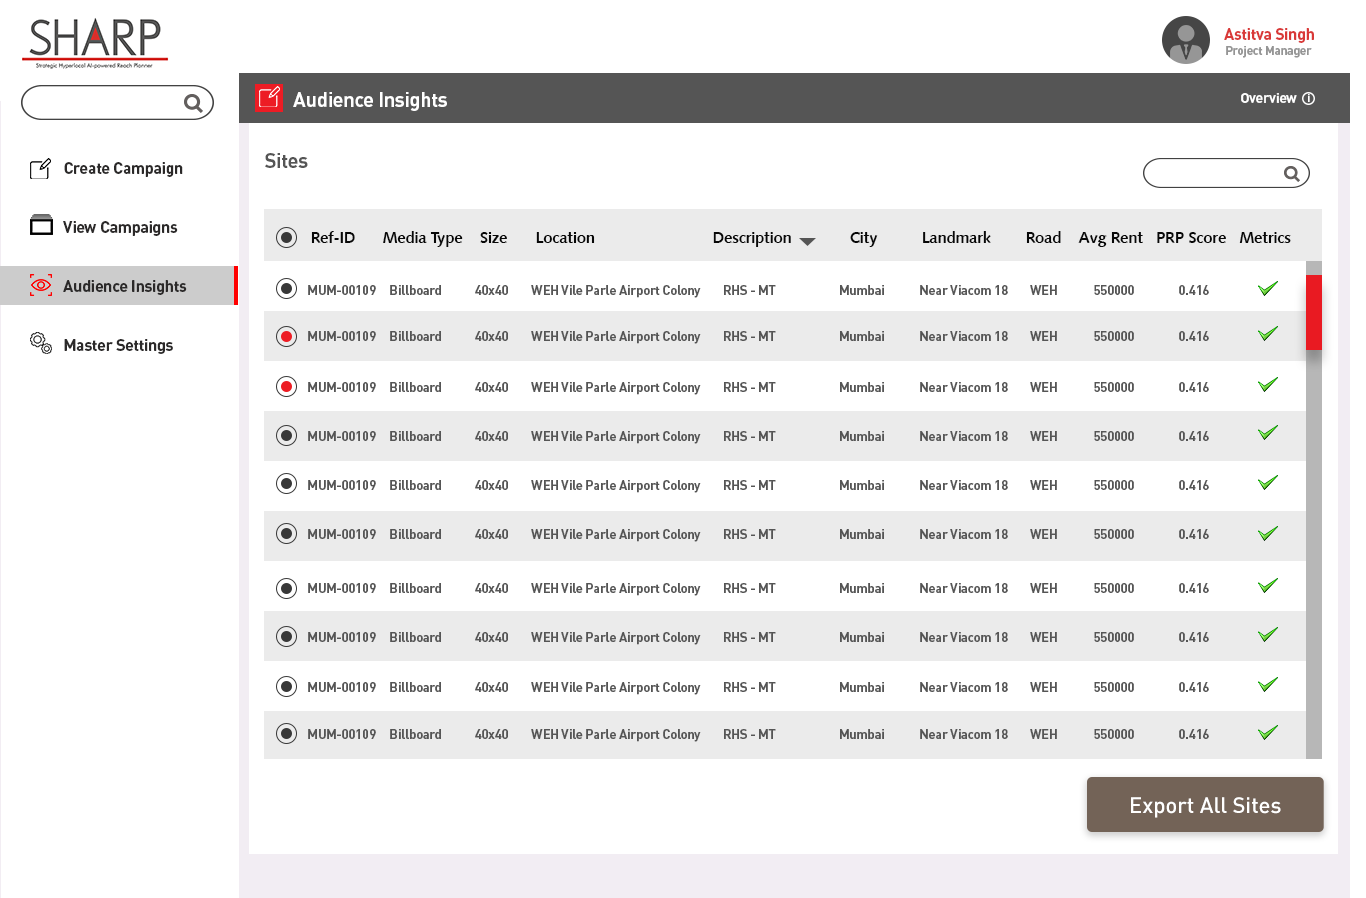 SHARP
Strategic Hyperlocal AI-powered Reach Planner
Astitva Singh
Project Manager
Audience Insights
Overview
Create Campaign
View Campaigns
Audience Insights
Master Settings
Sites
Ref-ID Media Type Size Location Description City Landmark Road Avg Rent PRP Score Metrics
MUM-00109 Billboard 40x40 WEH Vile Parle Airport Colony RHS - MT Mumbai Near Viacom 18 WEH 550000 0.416
MUM-00109 Billboard 40x40 WEH Vile Parle Airport Colony RHS - MT Mumbai Near Viacom 18 WEH 550000 0.416
MUM-00109 Billboard 40x40 WEH Vile Parle Airport Colony RHS - MT Mumbai Near Viacom 18 WEH 550000 0.416
MUM-00109 Billboard 40x40 WEH Vile Parle Airport Colony RHS - MT Mumbai Near Viacom 18 WEH 550000 0.416
MUM-00109 Billboard 40x40 WEH Vile Parle Airport Colony RHS - MT Mumbai Near Viacom 18 WEH 550000 0.416
MUM-00109 Billboard 40x40 WEH Vile Parle Airport Colony RHS - MT Mumbai Near Viacom 18 WEH 550000 0.416
MUM-00109 Billboard 40x40 WEH Vile Parle Airport Colony RHS - MT Mumbai Near Viacom 18 WEH 550000 0.416
MUM-00109 Billboard 40x40 WEH Vile Parle Airport Colony RHS - MT Mumbai Near Viacom 18 WEH 550000 0.416
MUM-00109 Billboard 40x40 WEH Vile Parle Airport Colony RHS - MT Mumbai Near Viacom 18 WEH 550000 0.416
MUM-00109 Billboard 40x40 WEH Vile Parle Airport Colony RHS - MT Mumbai Near Viacom 18 WEH 550000 0.416
Export All Sites